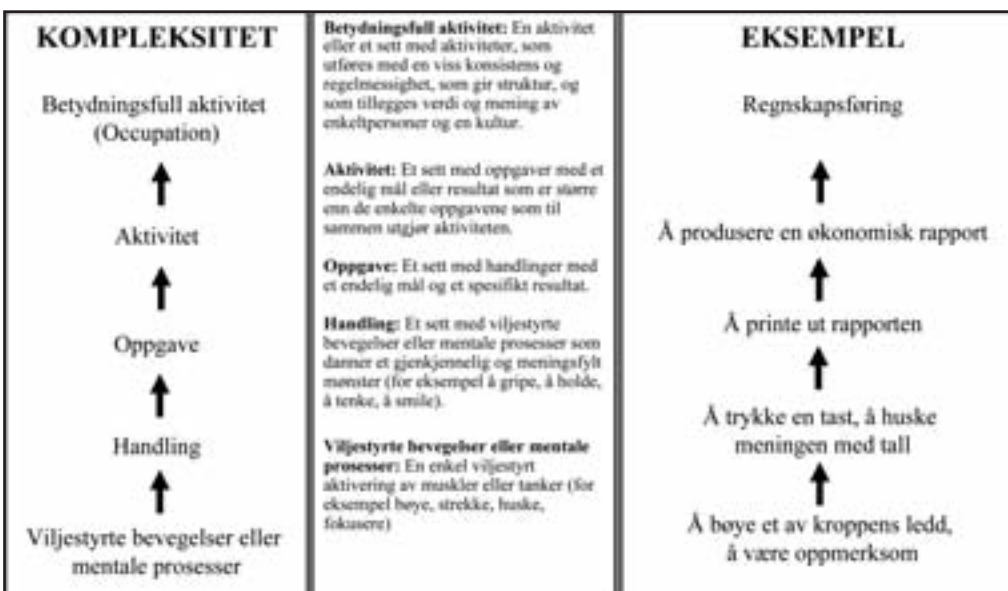 KOMPLEKSITET
Betydningsfull aktivitet
(Occupation)
Aktivitet
Oppgave
Handling
Viljestyrte bevegelser eller
mentale prosesser
Betydningsfull aktivitet: En aktivitet
eller et sett med aktiviteter, som
utføres med en viss konsistens og
regelmessighet, som gir struktur, og
som tillegges verdi og mening av
enkeltpersoner og en kultur.
Aktivitet: Et sett med oppgaver med et
endelig mål eller resultat som er større
enn de enkelte oppgavene som til
sammen utgjør aktiviteten.
Oppgave: Et sett med handlinger med
et endelig mål og et spesifikt resultat.
Handling: Et sett med viljestyrte
bevegelser eller mentale prosesser som
danner et gjenkjennelig og meningsfylt
mønster (for eksempel å gripe, å holde,
å tenke, å smile).
Viljestyrte bevegelser eller mentale
prosesser: En enkel viljestyrt
aktivering av muskler eller tanker (for
eksempel bøye, strekke, huske,
fokusere)
EKSEMPEL
Regnskapsføring
Å produsere en økonomisk rapport
Å printe ut rapporten
Å trykke en tast, å huske
meningen med tall
Å bøye et av kroppens ledd,
å være oppmerksom